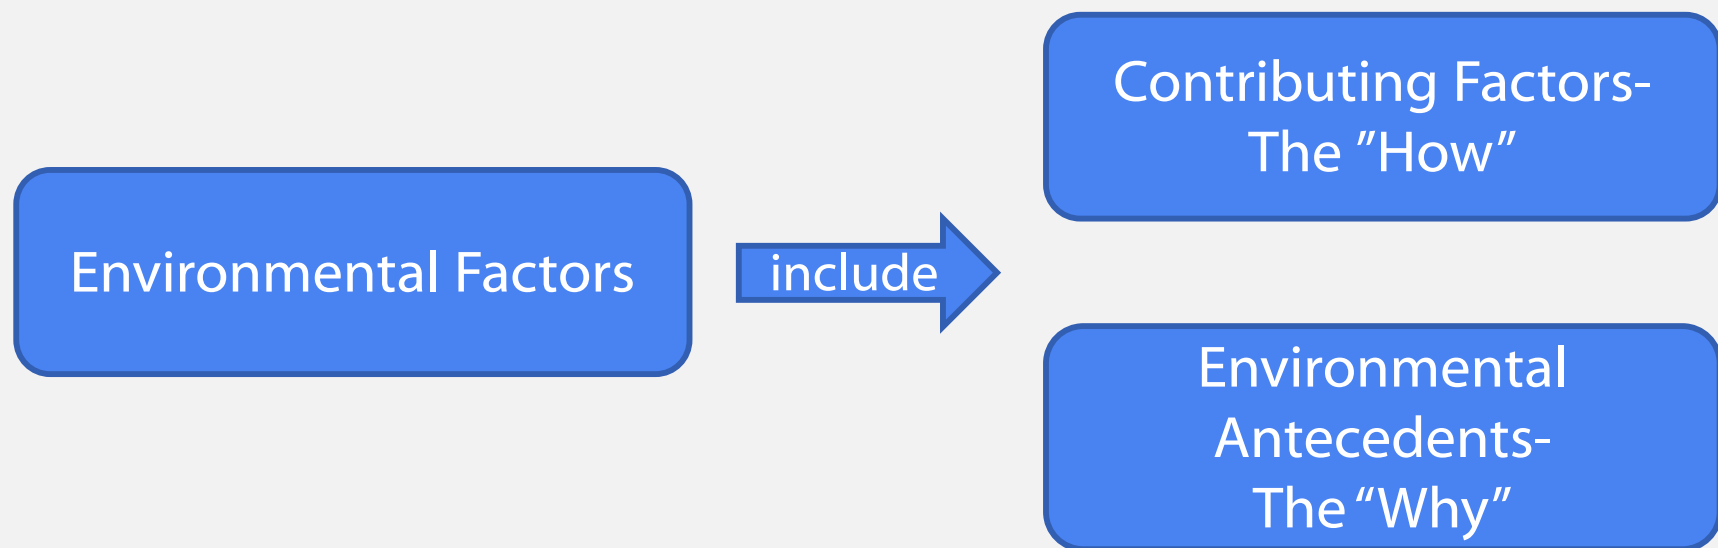 Environmental Factors
include
Contributing Factors-
The ”How”
Environmental
Antecedents-
The “Why”